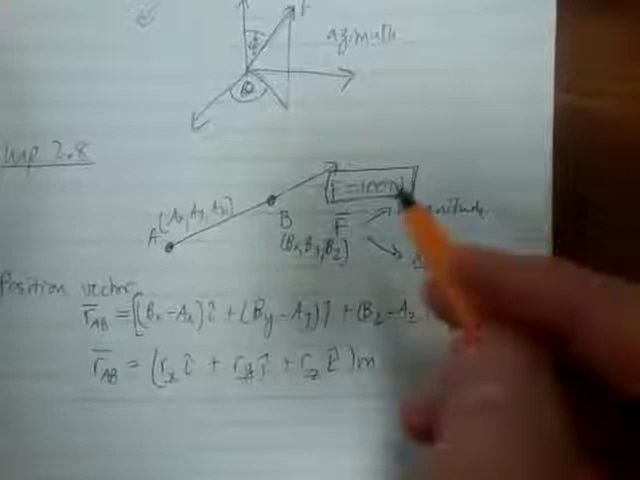 F
φ
azimuth
θ
2.8
(Ax, Ay, Az)
F = 100N
A
B
F
(Bx, By, Bz)
Position vector
r̄AB = [(Bx − Ax) î + (By − Ay) ĵ + (Bz − Az
r̄AB = (rx î + ry ĵ + rz k̂) m